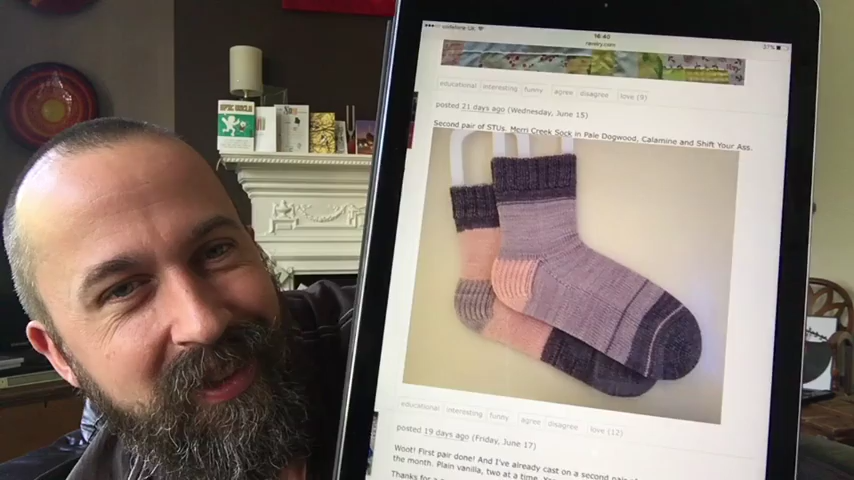 vodafone UK
16:40
ravelry.com
37%
educational interesting funny agree disagree love (9)
posted 21 days ago (Wednesday, June 15)
Second pair of STUs. Merri Creek Sock in Pale Dogwood, Calamine and Shift Your Ass.
educational interesting funny agree disagree love (12)
posted 19 days ago (Friday, June 17)
Woot! First pair done! And I've already cast on a second pair
the month. Plain vanilla, two at a time.
Thanks for a